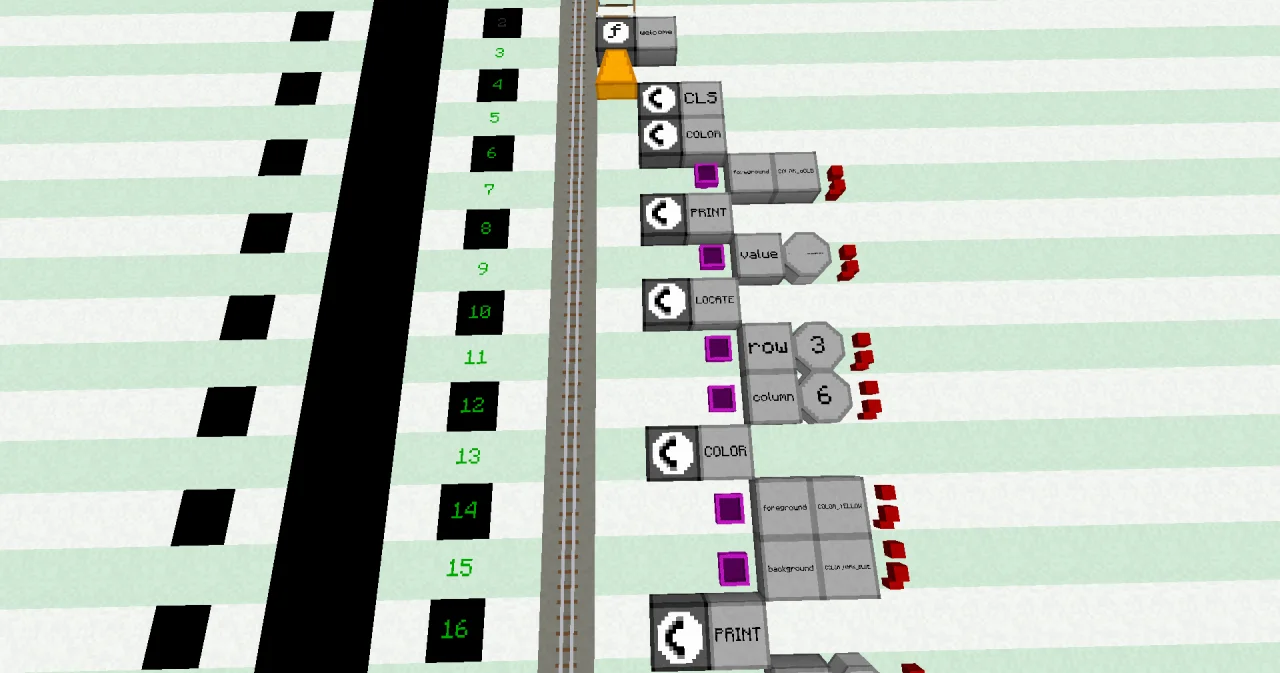 2 f welcome
3
4 CLS
5 COLOR
6 foreground
7 PRINT
8 value
9 LOCATE
10 row 3
11 column 6
12 COLOR
13
14 foreground COLOR_YELLOW
15 background COLOR_DARK_BLUE
16 PRINT